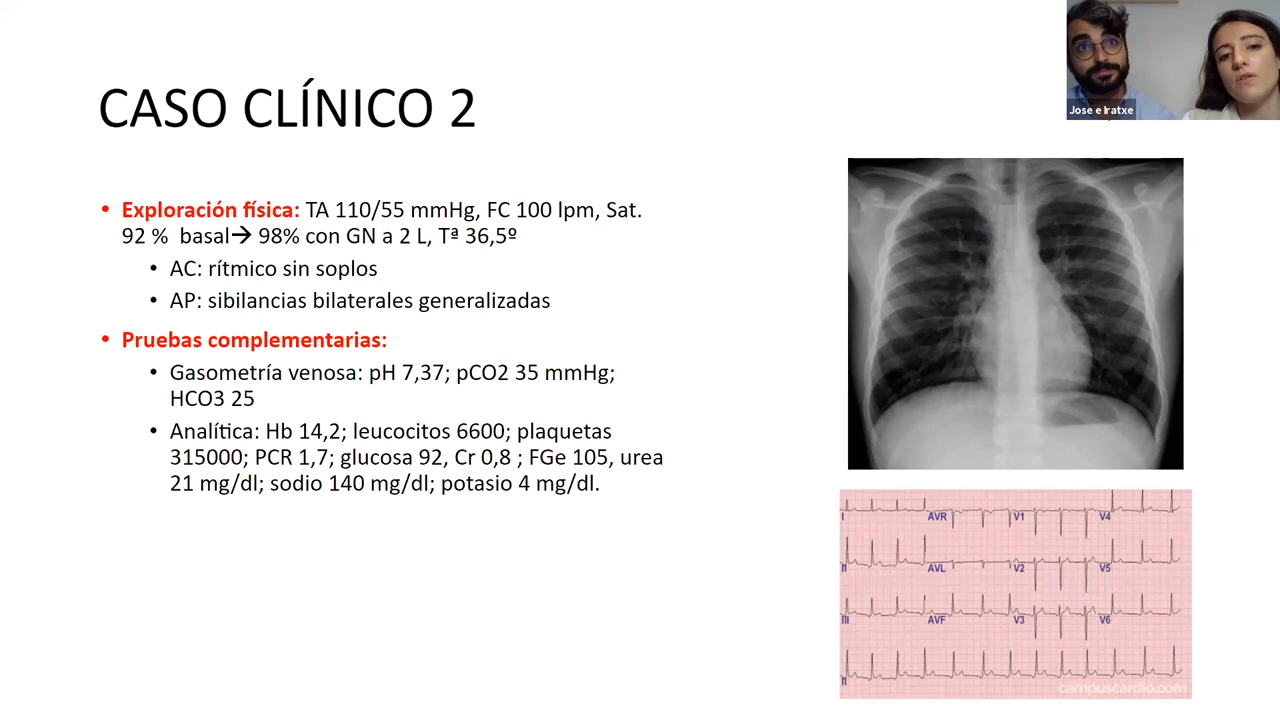 CASO CLÍNICO 2
Jose e Iratxe
• Exploración física: TA 110/55 mmHg, FC 100 lpm, Sat.
92 % basal→ 98% con GN a 2 L, Tª 36,5º
• AC: rítmico sin soplos
• AP: sibilancias bilaterales generalizadas
• Pruebas complementarias:
• Gasometría venosa: pH 7,37; pCO2 35 mmHg;
HCO3 25
• Analítica: Hb 14,2; leucocitos 6600; plaquetas
315000; PCR 1,7; glucosa 92, Cr 0,8 ; FGe 105, urea
21 mg/dl; sodio 140 mg/dl; potasio 4 mg/dl.
I AVR V1 V4
II AVL V2 V5
III AVF V3 V6
II
campuscardio.com